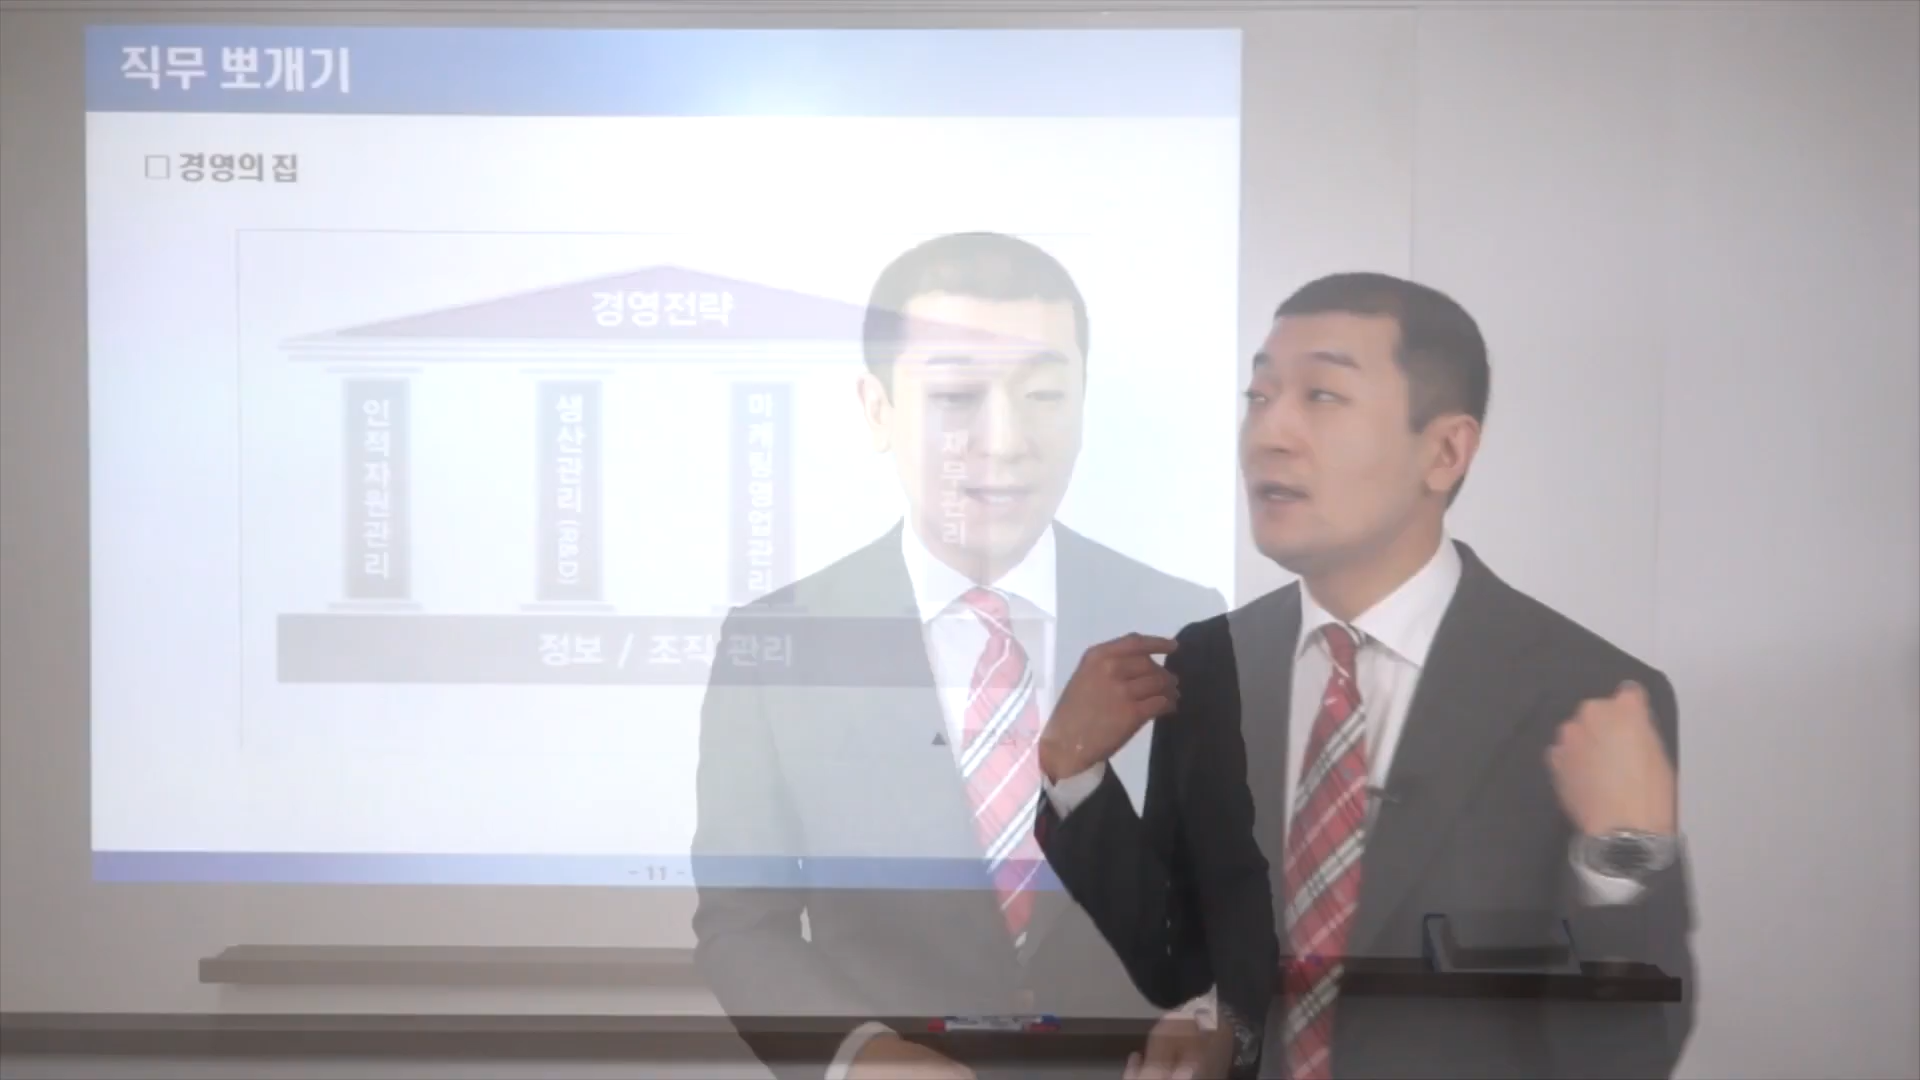 직무 뽀개기
□ 경영의 집
경영전략
인적자원관리
생산관리 (R&D)
마케팅영업관리
재무관리
정보 / 조직 관리
- 11 -